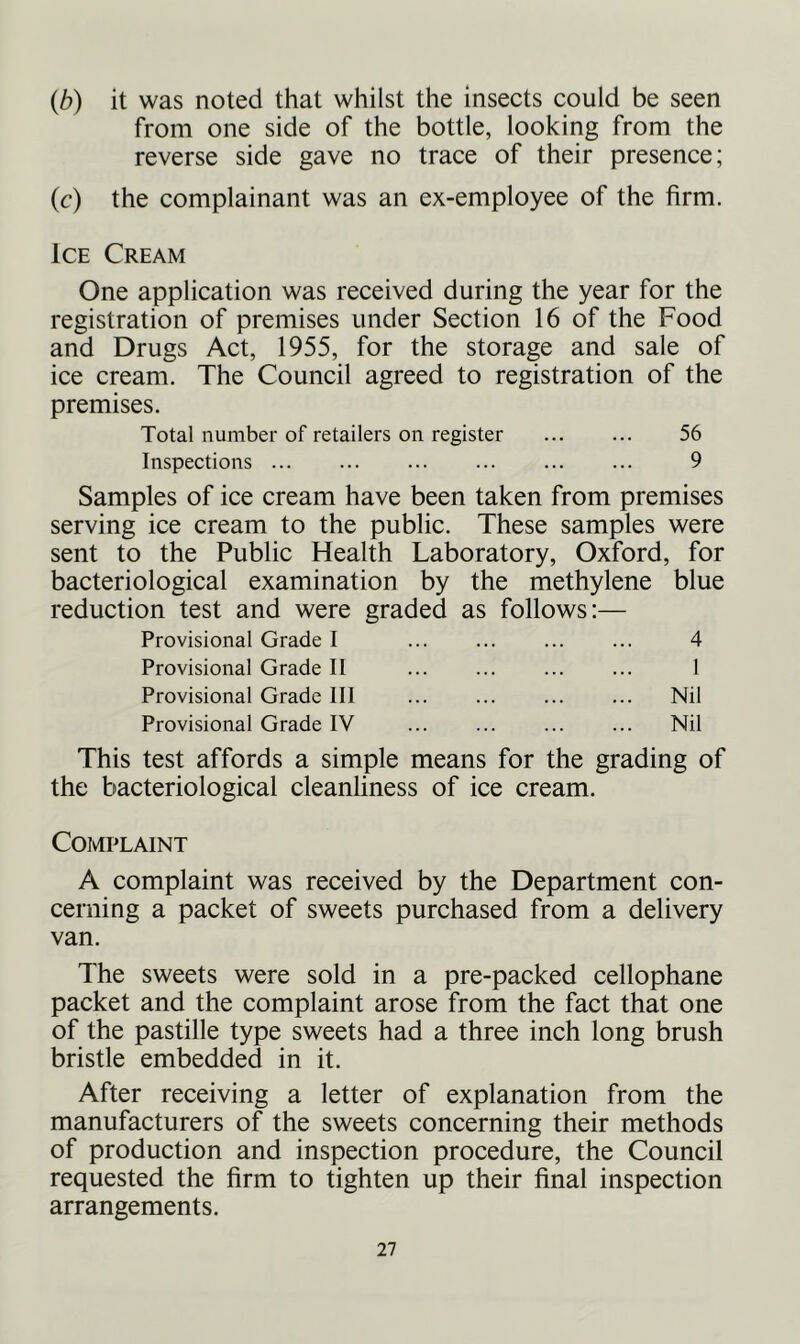 (b) it was noted that whilst the insects could be seen
from one side of the bottle, looking from the
reverse side gave no trace of their presence;
(c) the complainant was an ex-employee of the firm.
Ice Cream
One application was received during the year for the
registration of premises under Section 16 of the Food
and Drugs Act, 1955, for the storage and sale of
ice cream. The Council agreed to registration of the
premises.
Total number of retailers on register ... ... 56
Inspections ... ... ... ... ... ... 9
Samples of ice cream have been taken from premises
serving ice cream to the public. These samples were
sent to the Public Health Laboratory, Oxford, for
bacteriological examination by the methylene blue
reduction test and were graded as follows:—
Provisional Grade I ... ... ... ... 4
Provisional Grade II ... ... ... ... 1
Provisional Grade III ... ... ... ... Nil
Provisional Grade IV ... ... ... ... Nil
This test affords a simple means for the grading of
the bacteriological cleanliness of ice cream.
Complaint
A complaint was received by the Department con-
cerning a packet of sweets purchased from a delivery
van.
The sweets were sold in a pre-packed cellophane
packet and the complaint arose from the fact that one
of the pastille type sweets had a three inch long brush
bristle embedded in it.
After receiving a letter of explanation from the
manufacturers of the sweets concerning their methods
of production and inspection procedure, the Council
requested the firm to tighten up their final inspection
arrangements.
27